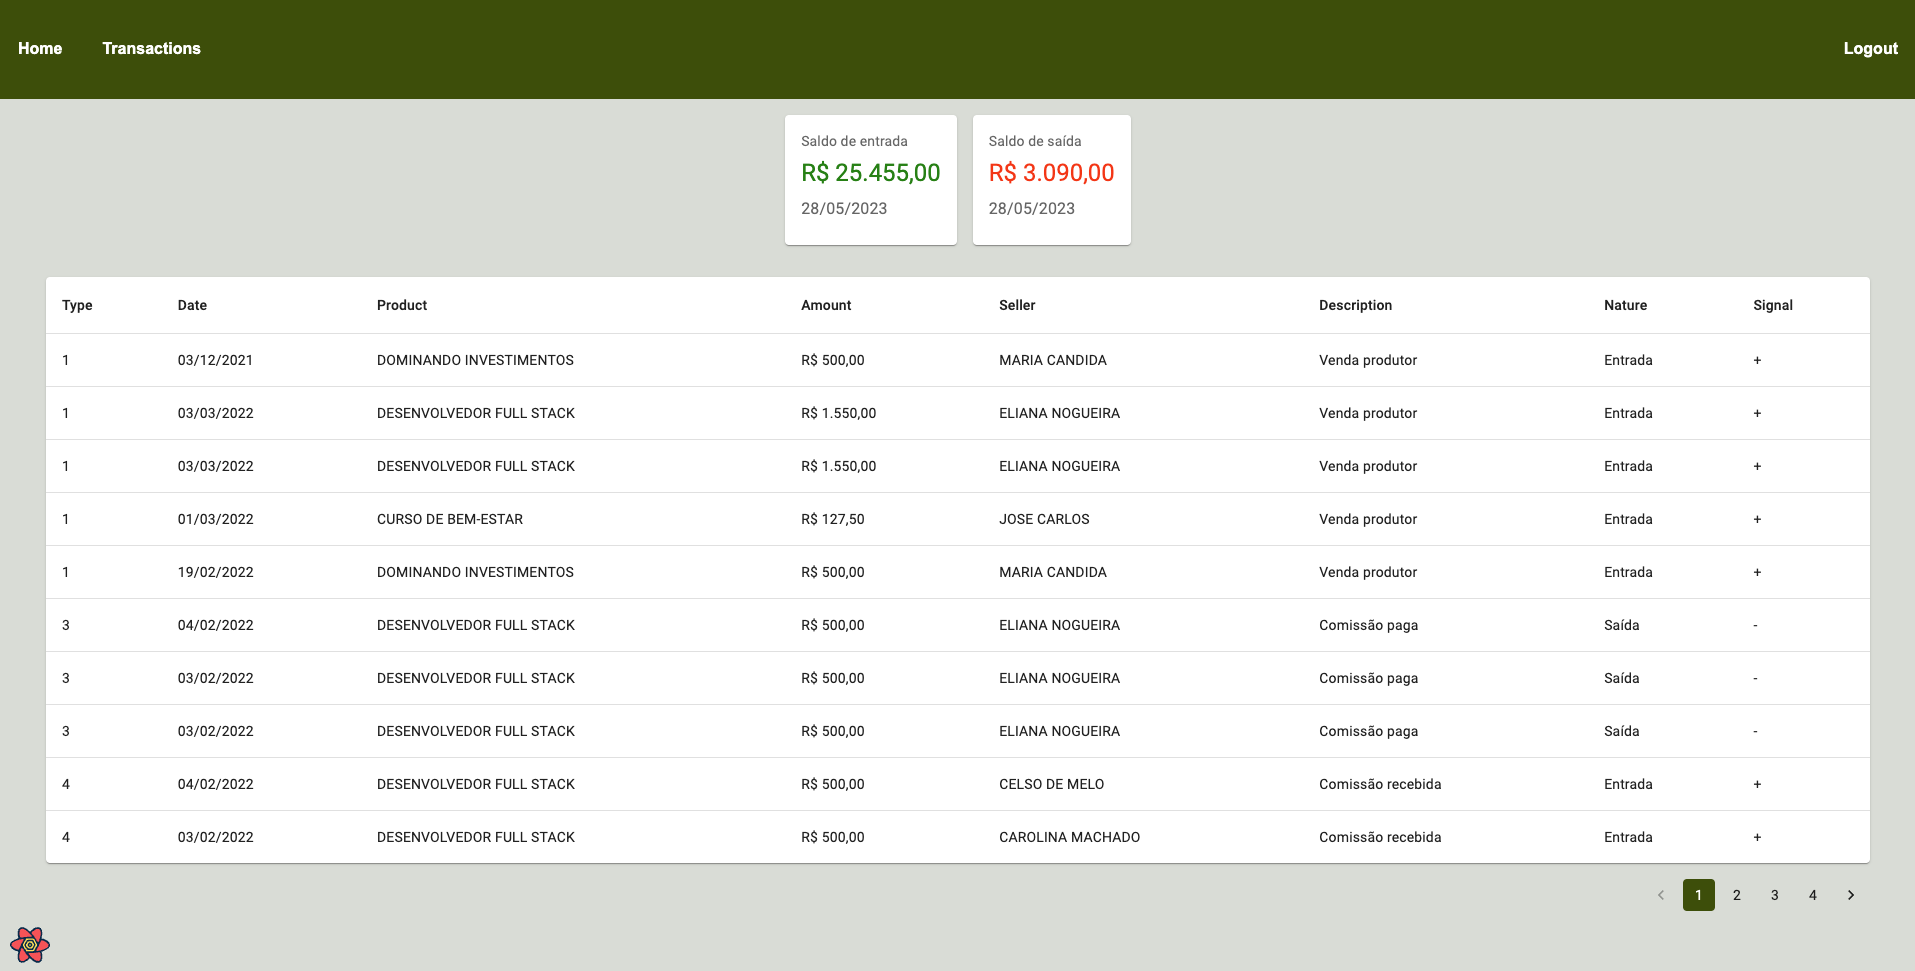 Home Transactions Logout
Saldo de entrada Saldo de saída
R$ 25.455,00 R$ 3.090,00
28/05/2023 28/05/2023
Type Date Product Amount Seller Description Nature Signal
1 03/12/2021 DOMINANDO INVESTIMENTOS R$ 500,00 MARIA CANDIDA Venda produtor Entrada +
1 03/03/2022 DESENVOLVEDOR FULL STACK R$ 1.550,00 ELIANA NOGUEIRA Venda produtor Entrada +
1 03/03/2022 DESENVOLVEDOR FULL STACK R$ 1.550,00 ELIANA NOGUEIRA Venda produtor Entrada +
1 01/03/2022 CURSO DE BEM-ESTAR R$ 127,50 JOSE CARLOS Venda produtor Entrada +
1 19/02/2022 DOMINANDO INVESTIMENTOS R$ 500,00 MARIA CANDIDA Venda produtor Entrada +
3 04/02/2022 DESENVOLVEDOR FULL STACK R$ 500,00 ELIANA NOGUEIRA Comissão paga Saída -
3 03/02/2022 DESENVOLVEDOR FULL STACK R$ 500,00 ELIANA NOGUEIRA Comissão paga Saída -
3 03/02/2022 DESENVOLVEDOR FULL STACK R$ 500,00 ELIANA NOGUEIRA Comissão paga Saída -
4 04/02/2022 DESENVOLVEDOR FULL STACK R$ 500,00 CELSO DE MELO Comissão recebida Entrada +
4 03/02/2022 DESENVOLVEDOR FULL STACK R$ 500,00 CAROLINA MACHADO Comissão recebida Entrada +
1 2 3 4